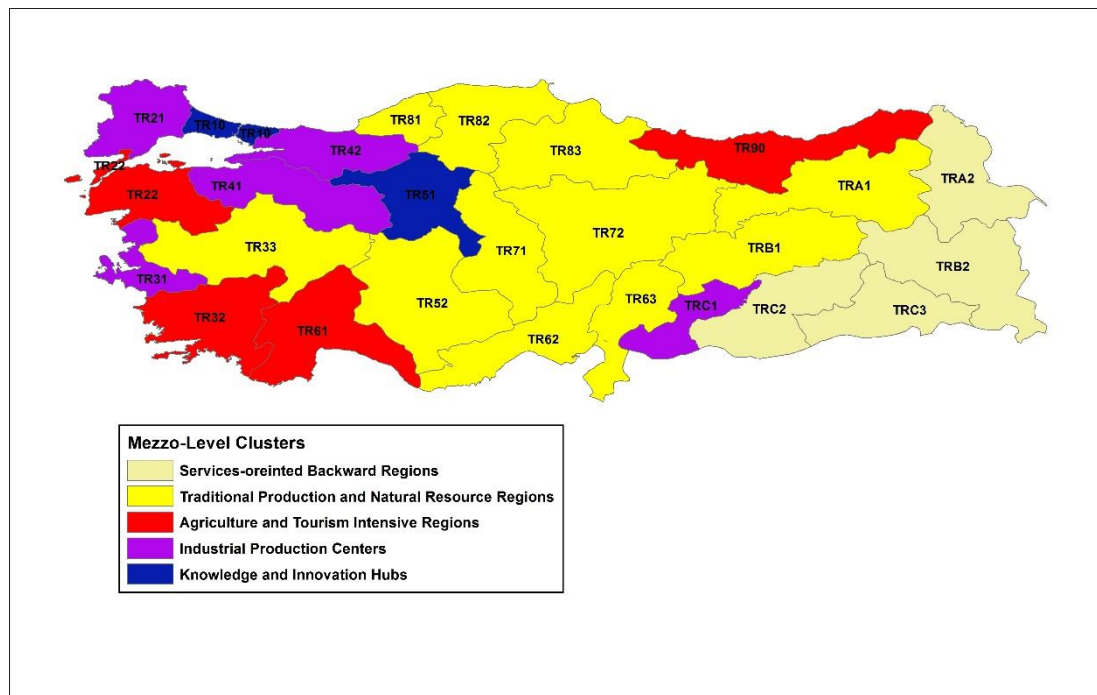 TR21
TR10
TR10
TR81
TR82
TR42
TR83
TR90
TR22
TR22
TR41
TR51
TRA1
TRA2
TR33
TR72
TRB1
TR71
TRB2
TR31
TR52
TR63
TRC1
TRC2
TRC3
TR32
TR61
TR62
Mezzo-Level Clusters
Services-oreinted Backward Regions
Traditional Production and Natural Resource Regions
Agriculture and Tourism Intensive Regions
Industrial Production Centers
Knowledge and Innovation Hubs